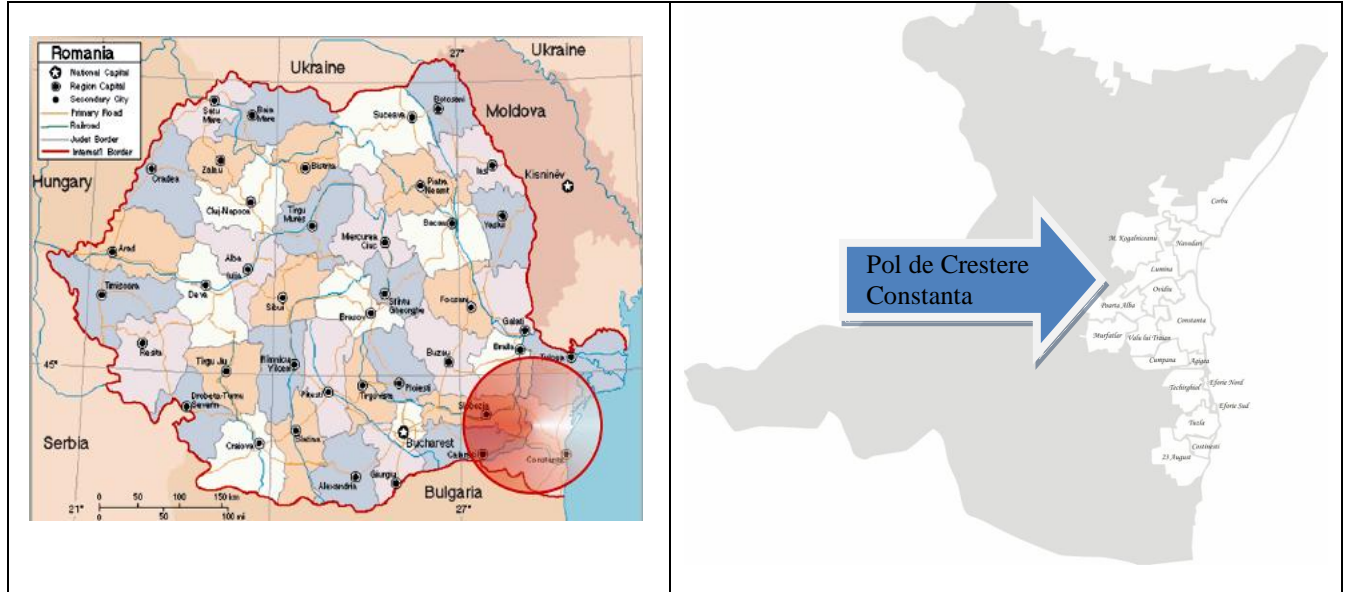 Romania
National Capital
Region Capital
Secondary City
Primary Road
Railroad
Judet Border
Internat'l Border
Ukraine
27°
Ukraine
Moldova
Kisninév
Hungary
Serbia
Bulgaria
Satu
Mare
Baia
Mare
Suceava
Botosani
Oradea
Zalau
Bistrita
Piatra
Neamt
Iasi
Cluj-Napoca
Tirgu
Mures
Bacau
Vaslui
Miercurea
Ciuc
Arad
Alba
Iulia
Timisoara
Deva
Sibiu
Sfintu
Gheorghe
Brasov
Focsani
Galati
Braila
Tulcea
Resita
45°
Tirgu Jiu
Rimnicu
Vilcea
Buzau
Pitesti
Tirgoviste
Ploiesti
Drobeta-Turnu
Severin
Slobozia
Craiova
Slatina
Bucharest
Calarasi
Constanta
Alexandria
Giurgiu
0 50 100 150 km
0 50 100 mi
21°
27°
Pol de Crestere
Constanta
Corbu
M. Kogalniceanu
Navodari
Lumina
Ovidiu
Poarta Alba
Constanta
Murfatlar
Valu lui Traian
Cumpana
Agigea
Techirghiol
Eforie Nord
Eforie Sud
Tuzla
Costinesti
23 August